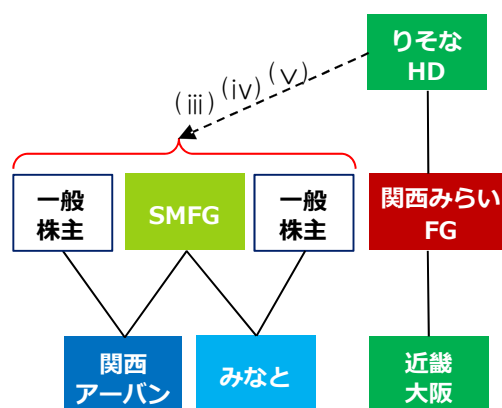 りそな
HD
(ⅲ)(ⅳ)(ⅴ)
一般
株主
SMFG
一般
株主
関西みらい
FG
関西
アーバン
みなと
近畿
大阪